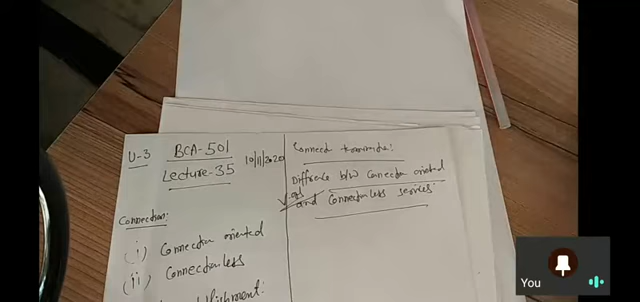 U-3
BCA-501
Lecture-35
10/11/2020
Connection:
(i) Connection oriented
(ii) Connectionless
Diffrence b/w Connection oriented
and Connectionless services
You